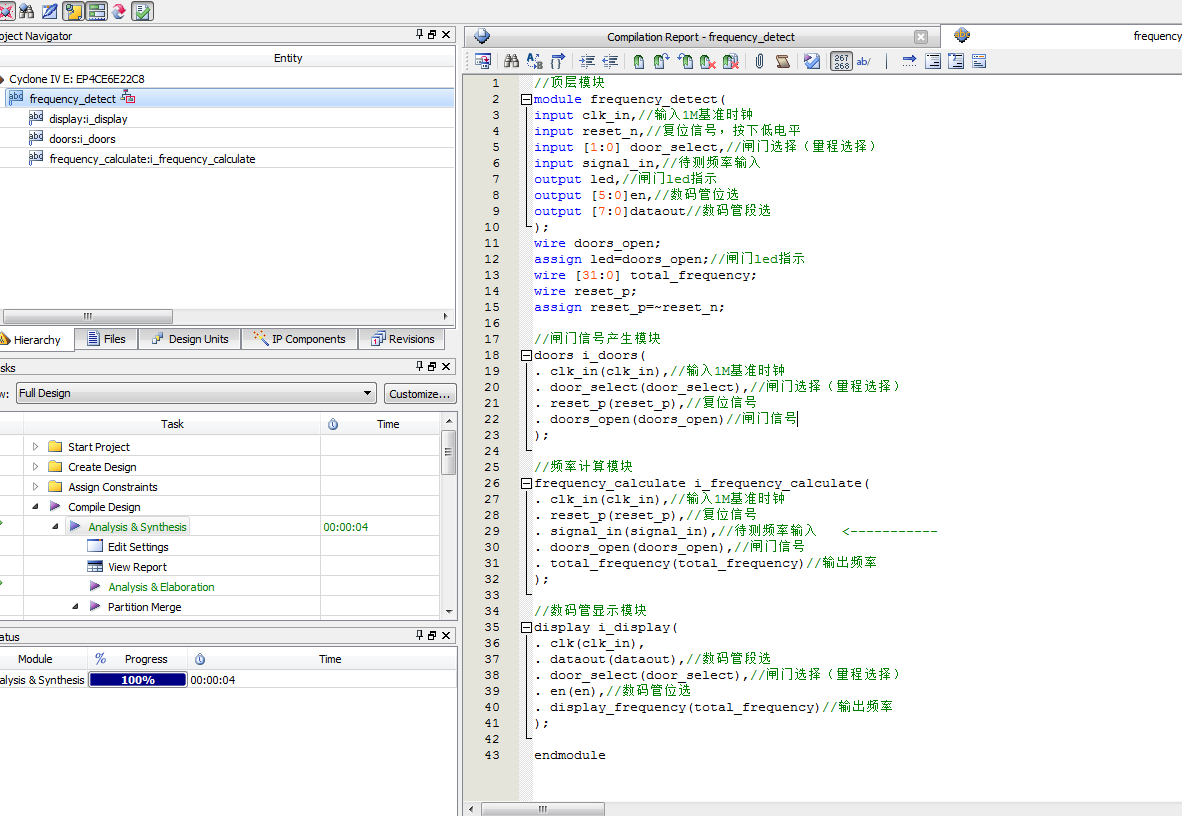 oject Navigator
Entity
Cyclone IV E: EP4CE6E22C8
frequency_detect
display:i_display
doors:i_doors
frequency_calculate:i_frequency_calculate
Hierarchy
Files
Design Units
IP Components
Revisions
sks
w:
Full Design
Customize...
Task
Time
Start Project
Create Design
Assign Constraints
Compile Design
Analysis & Synthesis 00:00:04
Edit Settings
View Report
Analysis & Elaboration
Partition Merge
atus
Module % Progress Time
alysis & Synthesis 100% 00:00:04
Compilation Report - frequency_detect
frequency
267
268
ab/
1 //顶层模块
2 module frequency_detect(
3 input clk_in,//输入1M基准时钟
4 input reset_n,//复位信号，按下低电平
5 input [1:0] door_select,//闸门选择（量程选择）
6 input signal_in,//待测频率输入
7 output led,//闸门led指示
8 output [5:0]en,//数码管位选
9 output [7:0]dataout//数码管段选
10 );
11 wire doors_open;
12 assign led=doors_open;//闸门led指示
13 wire [31:0] total_frequency;
14 wire reset_p;
15 assign reset_p=~reset_n;
16
17 //闸门信号产生模块
18 doors i_doors(
19 . clk_in(clk_in),//输入1M基准时钟
20 . door_select(door_select),//闸门选择（量程选择）
21 . reset_p(reset_p),//复位信号
22 . doors_open(doors_open)//闸门信号
23 );
24
25 //频率计算模块
26 frequency_calculate i_frequency_calculate(
27 . clk_in(clk_in),//输入1M基准时钟
28 . reset_p(reset_p),//复位信号
29 . signal_in(signal_in),//待测频率输入 <-----------
30 . doors_open(doors_open),//闸门信号
31 . total_frequency(total_frequency)//输出频率
32 );
33
34 //数码管显示模块
35 display i_display(
36 . clk(clk_in),
37 . dataout(dataout),//数码管段选
38 . door_select(door_select),//闸门选择（量程选择）
39 . en(en),//数码管位选
40 . display_frequency(total_frequency)//输出频率
41 );
42
43 endmodule